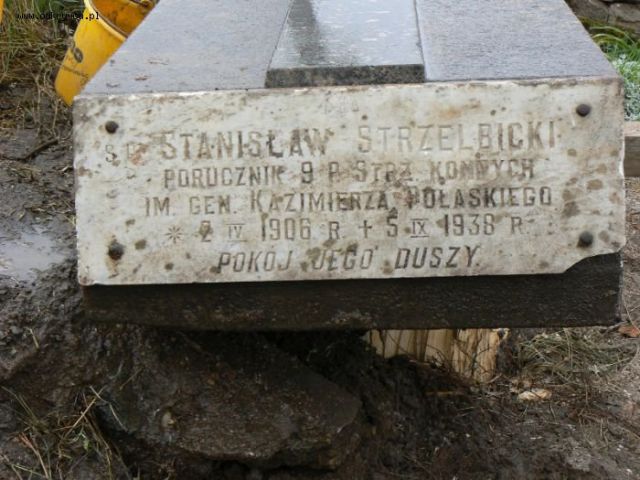 Ś.P. STANISŁAW STRZELBICKI
PORUCZNIK 9 P. STRZ. KONNYCH
IM. GEN. KAZIMIERZA PUŁASKIEGO
* 2 IV 1906 R. + 5 IX 1938 R.
POKÓJ JEGO DUSZY.